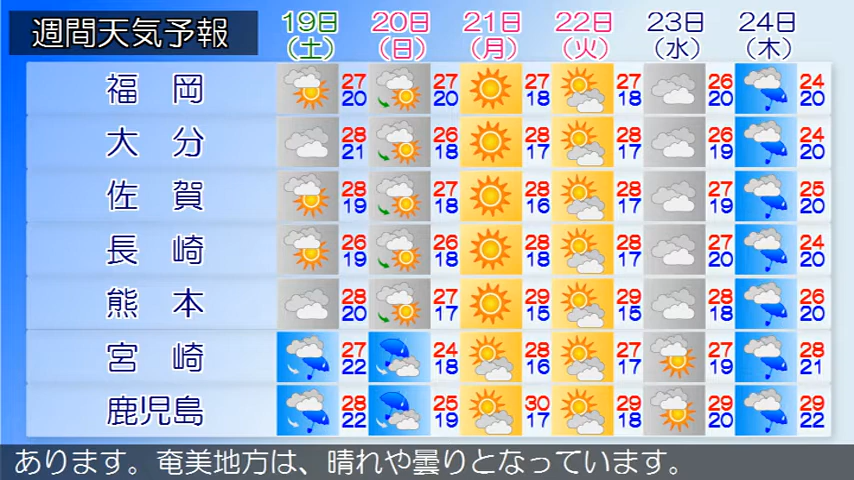 週間天気予報
19日 20日 21日 22日 23日 24日
(土) (日) (月) (火) (水) (木)
福岡 27 20 27 20 27 18 27 18 26 20 24 20
大分 28 21 26 18 28 17 28 17 26 19 24 20
佐賀 28 19 27 18 28 16 28 17 27 19 25 20
長崎 26 19 26 18 28 18 28 17 27 20 24 20
熊本 28 20 27 17 29 15 29 15 28 18 26 20
宮崎 27 22 24 18 28 16 27 17 27 19 28 21
鹿児島 28 22 25 19 30 17 29 18 29 20 29 22
あります。奄美地方は、晴れや曇りとなっています。